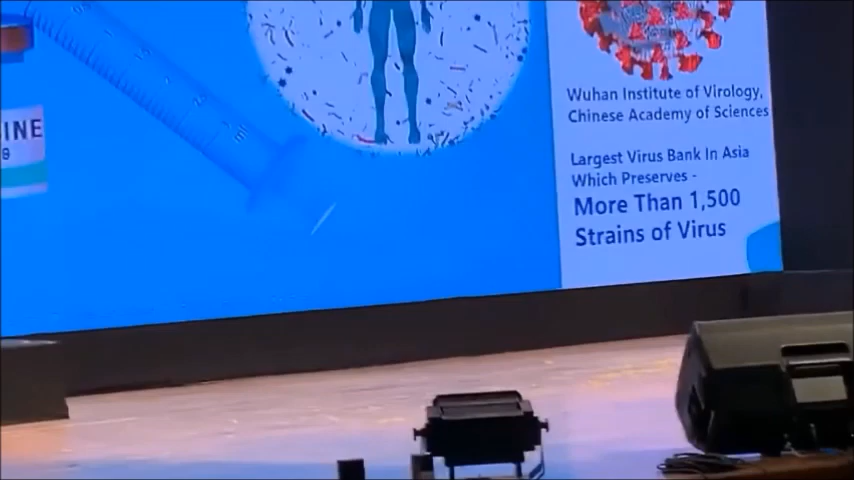 Wuhan Institute of Virology,
Chinese Academy of Sciences
Largest Virus Bank In Asia
Which Preserves -
More Than 1,500
Strains of Virus